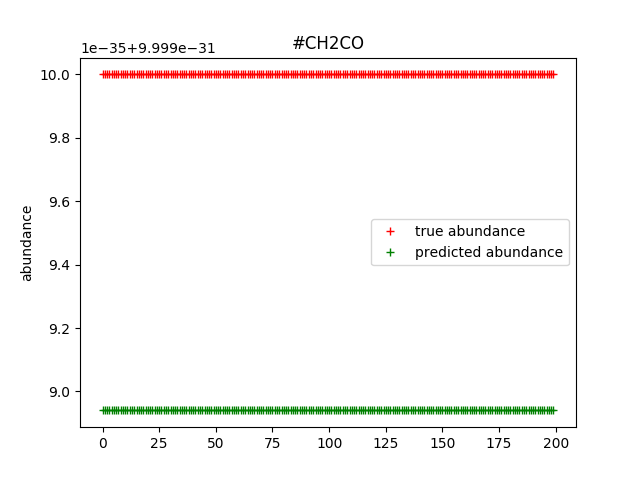 #CH2CO
1e−35+9.999e−31
10.0
9.8
9.6
9.4
9.2
9.0
abundance
true abundance
predicted abundance
0 25 50 75 100 125 150 175 200